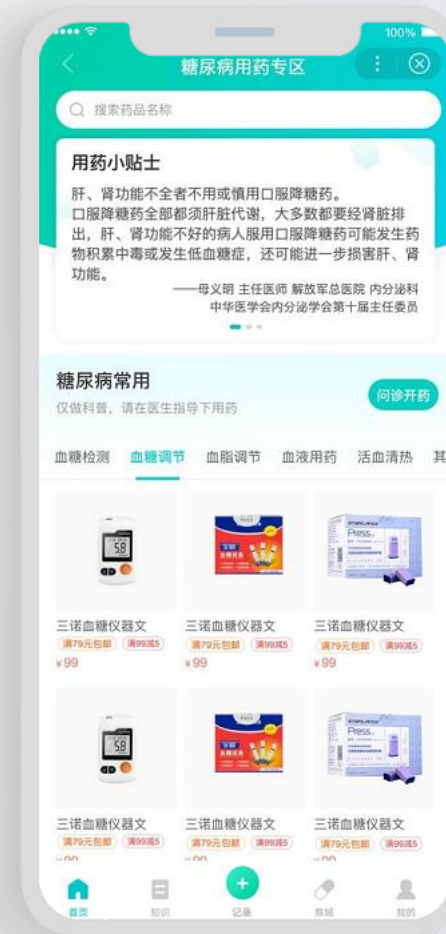 100%
糖尿病用药专区
搜索药品名称
用药小贴士
肝、肾功能不全者不用或慎用口服降糖药。
口服降糖药全部都须肝脏代谢，大多数都要经肾脏排
出，肝、肾功能不好的病人服用口服降糖药可能发生药
物积累中毒或发生低血糖症，还可能进一步损害肝、肾
功能。
——母义明 主任医师 解放军总医院 内分泌科
中华医学会内分泌学会第十届主任委员
糖尿病常用
仅做科普，请在医生指导下用药
问诊开药
血糖检测 血糖调节 血脂调节 血液用药 活血清热 其
5.8
Press
三诺血糖仪器文 三诺血糖仪器文 三诺血糖仪器文
满79元包邮 满99减5 满79元包邮 满99减5 满79元包邮 满99减5
¥99 ¥99 ¥99
5.8
Press
三诺血糖仪器文 三诺血糖仪器文 三诺血糖仪器文
满79元包邮 满99减5 满79元包邮 满99减5 满79元包邮 满99减5
首页 知识 记录 商城 我的